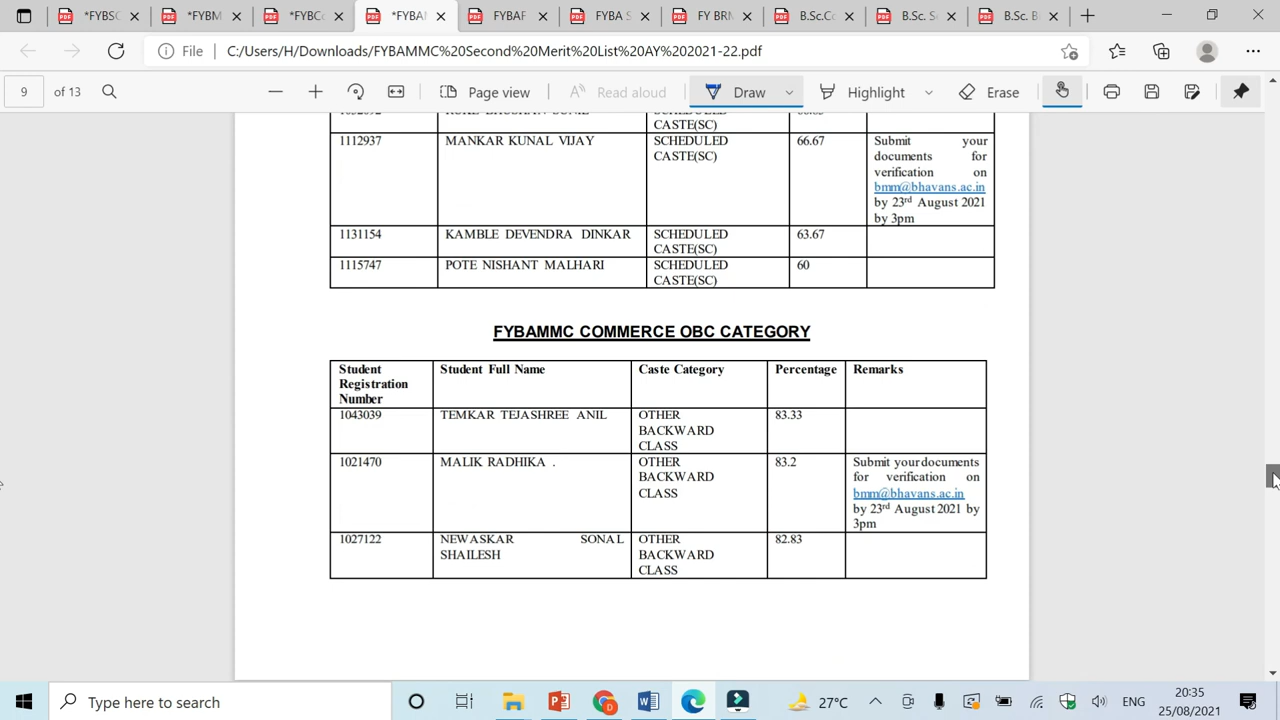 *FYBSC
*FYBM
*FYBCo
*FYBAM
FYBAF
FYBA S
FY BRM
B.Sc.Co
B.Sc. Sc
B.Sc. BI
File C:/Users/H/Downloads/FYBAMMC%20Second%20Merit%20List%20AY%202021-22.pdf
9 of 13 Page view Read aloud Draw Highlight Erase
CASTE(SC)
1112937 MANKAR KUNAL VIJAY SCHEDULED 66.67 Submit your
CASTE(SC) documents for
verification on
bmm@bhavans.ac.in
by 23rd August 2021
by 3pm
1131154 KAMBLE DEVENDRA DINKAR SCHEDULED 63.67
CASTE(SC)
1115747 POTE NISHANT MALHARI SCHEDULED 60
CASTE(SC)
FYBAMMC COMMERCE OBC CATEGORY
Student Student Full Name Caste Category Percentage Remarks
Registration
Number
1043039 TEMKAR TEJASHREE ANIL OTHER 83.33
BACKWARD
CLASS
1021470 MALIK RADHIKA . OTHER 83.2 Submit your documents
BACKWARD for verification on
CLASS bmm@bhavans.ac.in
by 23rd August 2021 by
3pm
1027122 NEWASKAR SONAL OTHER 82.83
SHAILESH BACKWARD
CLASS
Type here to search 27°C ENG 20:35
25/08/2021